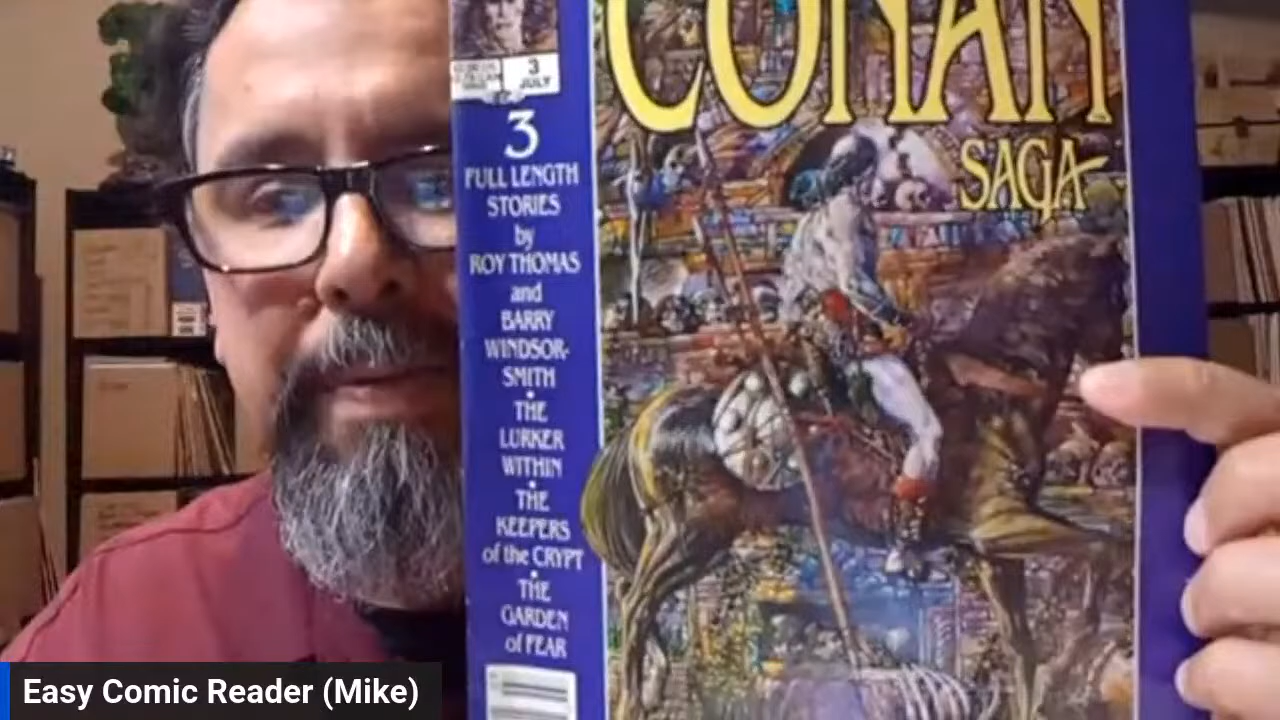 CONAN
SAGA
3
JULY
3
FULL LENGTH
STORIES
by
ROY THOMAS
and
BARRY
WINDSOR-
SMITH
•
THE
LURKER
WITHIN
•
THE
KEEPERS
of the CRYPT
•
THE
GARDEN
of FEAR
Easy Comic Reader (Mike)